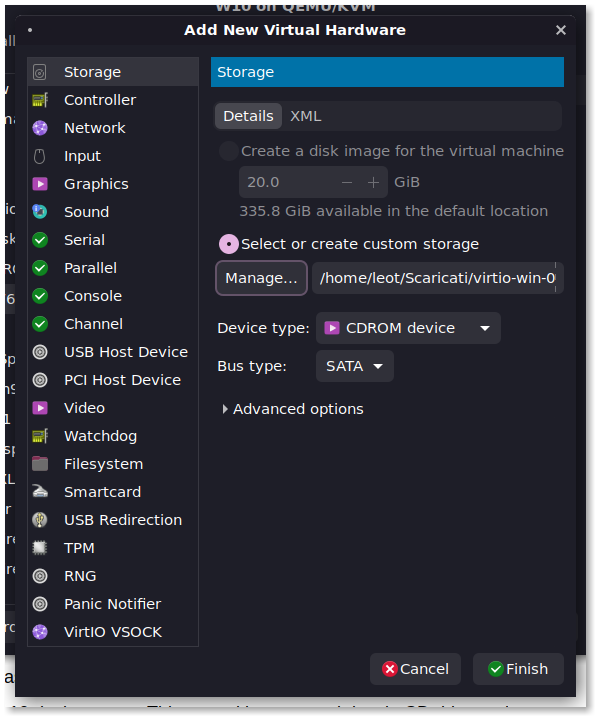 W10 on QEMU/KVM
Add New Virtual Hardware
Storage
Controller
Network
Input
Graphics
Sound
Serial
Parallel
Console
Channel
USB Host Device
PCI Host Device
Video
Watchdog
Filesystem
Smartcard
USB Redirection
TPM
RNG
Panic Notifier
VirtIO VSOCK
Storage
Details XML
Create a disk image for the virtual machine
20.0 − + GiB
335.8 GiB available in the default location
Select or create custom storage
Manage... /home/leot/Scaricati/virtio-win-0
Device type: CDROM device
Bus type: SATA
Advanced options
Cancel Finish